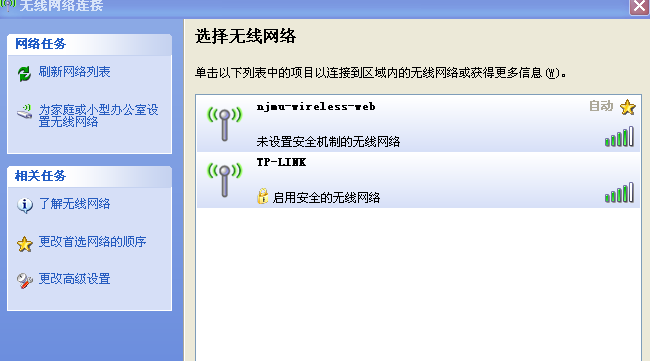 无线网络连接
网络任务
刷新网络列表
为家庭或小型办公室设
置无线网络
相关任务
了解无线网络
更改首选网络的顺序
更改高级设置
选择无线网络
单击以下列表中的项目以连接到区域内的无线网络或获得更多信息(W)。
njmu-wireless-web
自动
未设置安全机制的无线网络
TP-LINK
启用安全的无线网络